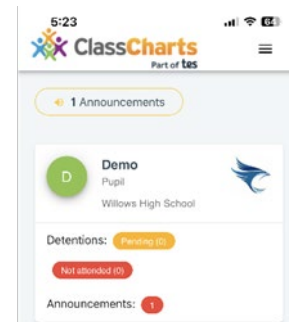 5:23
64
ClassCharts
Part of tes
1 Announcements
D
Demo
Pupil
Willows High School
Detentions: Pending (0)
Not attended (0)
Announcements: 1